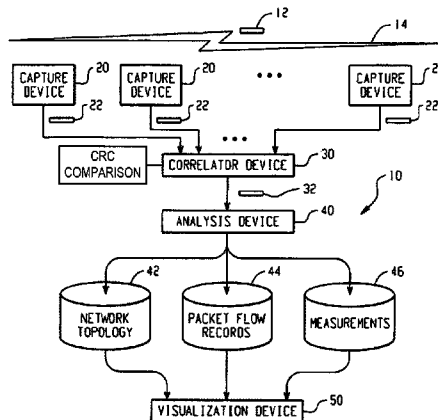 12
14
20 20
CAPTURE DEVICE CAPTURE DEVICE CAPTURE DEVICE
22 22 22
CRC COMPARISON
CORRELATOR DEVICE 30
32
10
ANALYSIS DEVICE 40
42 44 46
NETWORK TOPOLOGY
PACKET FLOW RECORDS
MEASUREMENTS
VISUALIZATION DEVICE 50